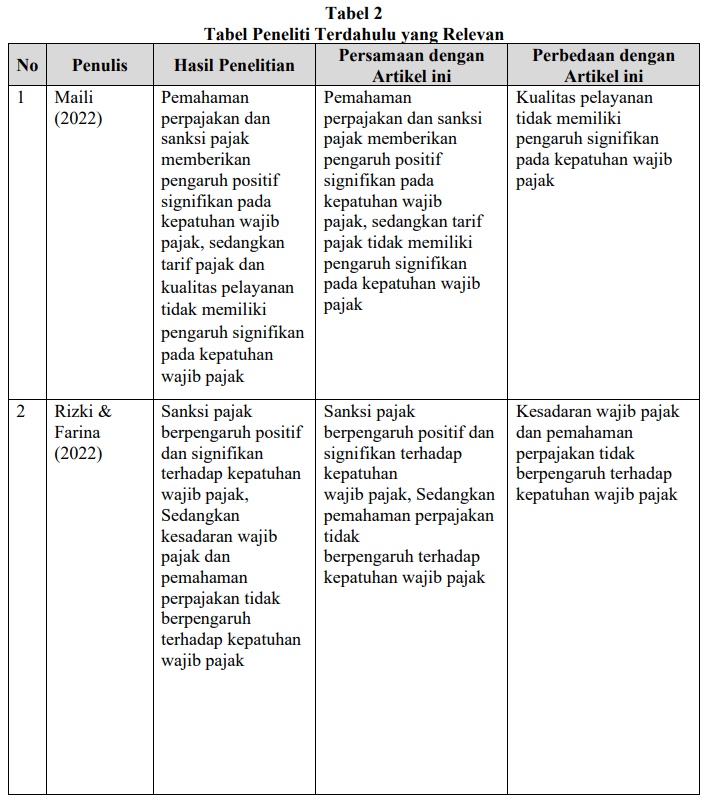 Tabel 2
Tabel Peneliti Terdahulu yang Relevan
No
Penulis
Hasil Penelitian
Persamaan dengan
Artikel ini
Perbedaan dengan
Artikel ini
1
Maili
(2022)
Pemahaman
perpajakan dan
sanksi pajak
memberikan
pengaruh positif
signifikan pada
kepatuhan wajib
pajak, sedangkan
tarif pajak dan
kualitas pelayanan
tidak memiliki
pengaruh signifikan
pada kepatuhan
wajib pajak
Pemahaman
perpajakan dan sanksi
pajak memberikan
pengaruh positif
signifikan pada
kepatuhan wajib
pajak, sedangkan tarif
pajak tidak memiliki
pengaruh signifikan
pada kepatuhan wajib
pajak
Kualitas pelayanan
tidak memiliki
pengaruh signifikan
pada kepatuhan wajib
pajak
2
Rizki &
Farina
(2022)
Sanksi pajak
berpengaruh positif
dan signifikan
terhadap kepatuhan
wajib pajak,
Sedangkan
kesadaran wajib
pajak dan
pemahaman
perpajakan tidak
berpengaruh
terhadap kepatuhan
wajib pajak
Sanksi pajak
berpengaruh positif dan
signifikan terhadap
kepatuhan
wajib pajak, Sedangkan
pemahaman perpajakan
tidak
berpengaruh terhadap
kepatuhan wajib pajak
Kesadaran wajib pajak
dan pemahaman
perpajakan tidak
berpengaruh terhadap
kepatuhan wajib pajak